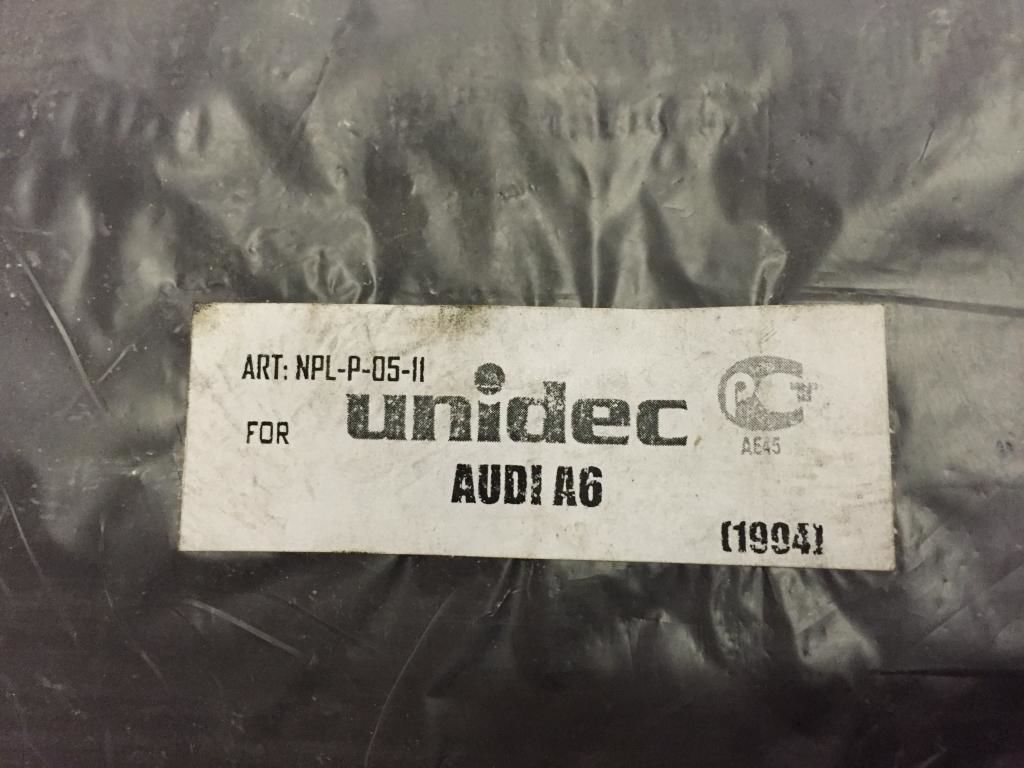 ART: NPL-P-05-11
unidec
FOR
AUDI A6
(1994)
AE45